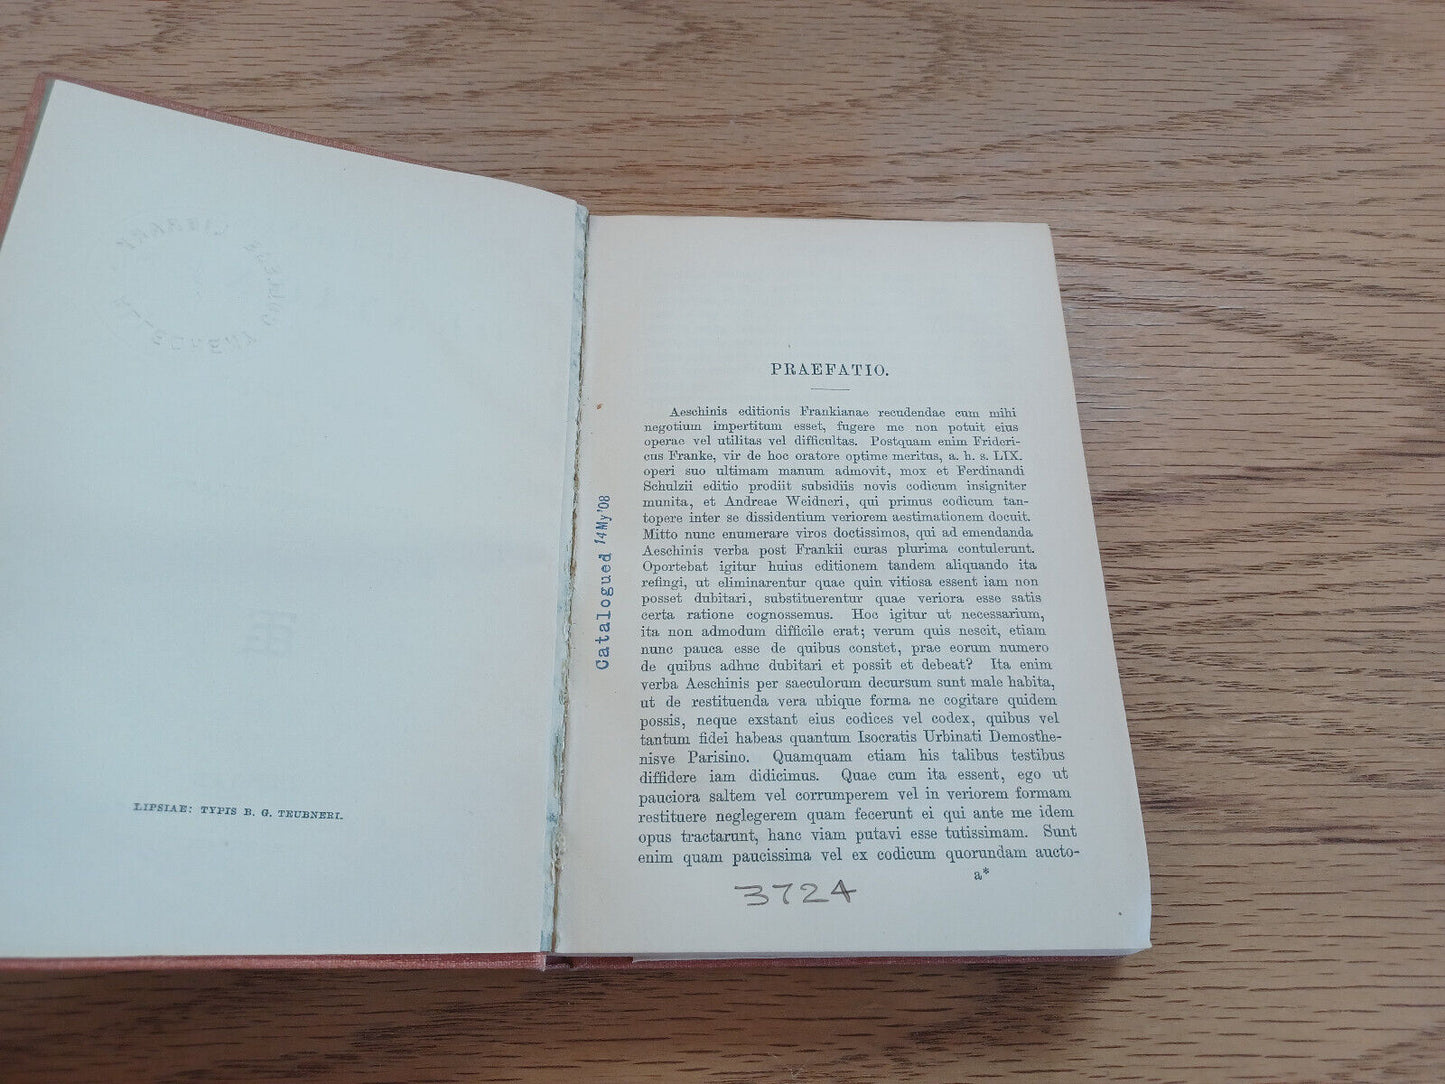 LIBRARY
ALLEGHENY COLLEGE
LIPSIAE: TYPIS B. G. TEUBNERI.
PRAEFATIO.
Aeschinis editionis Frankianae recudendae cum mihi
negotium impertitum esset, fugere me non potuit eius
operae vel utilitas vel difficultas. Postquam enim Frideri-
cus Franke, vir de hoc oratore optime meritus, a. h. s. LIX.
operi suo ultimam manum admovit, mox et Ferdinandi
Schulzii editio prodiit subsidiis novis codicum insigniter
munita, et Andreae Weidneri, qui primus codicum tan-
topere inter se dissidentium veriorem aestimationem docuit.
Mitto nunc enumerare viros doctissimos, qui ad emendanda
Aeschinis verba post Frankii curas plurima contulerunt.
Oportebat igitur huius editionem tandem aliquando ita
refingi, ut eliminarentur quae quin vitiosa essent iam non
posset dubitari, substituerentur quae veriora esse satis
certa ratione cognossemus. Hoc igitur ut necessarium,
ita non admodum difficile erat; verum quis nescit, etiam
nunc pauca esse de quibus constet, prae eorum numero
de quibus adhuc dubitari et possit et debeat? Ita enim
verba Aeschinis per saeculorum decursum sunt male habita,
ut de restituenda vera ubique forma ne cogitare quidem
possis, neque exstant eius codices vel codex, quibus vel
tantum fidei habeas quantum Isocratis Urbinati Demosthe-
nisve Parisino. Quamquam etiam his talibus testibus
diffidere iam didicimus. Quae cum ita essent, ego ut
pauciora saltem vel corrumperem vel in veriorem formam
restituere neglegerem quam fecerunt ei qui ante me idem
opus tractarunt, hanc viam putavi esse tutissimam. Sunt
enim quam paucissima vel ex codicum quorundam aucto-
a*
3724
Catalogued 14 My '08